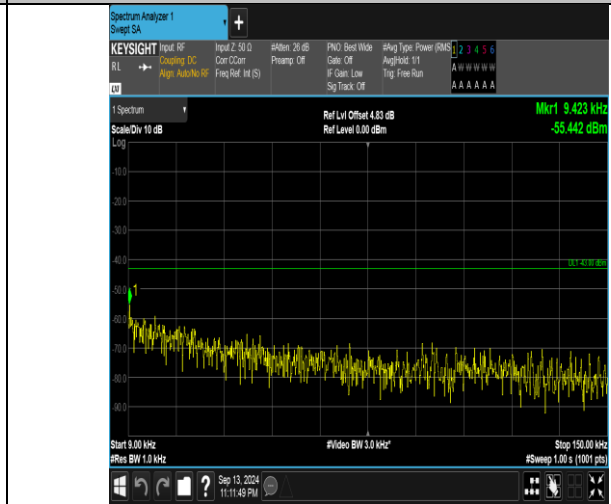 Spectrum Analyzer 1
Swept SA
+
KEYSIGHT Input: RF Input Z: 50 Ω #Atten: 26 dB PNO: Best Wide #Avg Type: Power (RMS 1 2 3 4 5 6
RL Coupling: DC Corr CCorr Preamp: Off Gate: Off Avg|Hold: 1/1 A W W W W W
Align: Auto/No RF Freq Ref: Int (S) IF Gain: Low Trig: Free Run
LXI Sig Track: Off A A A A A A
1 Spectrum Ref Lvl Offset 4.83 dB Mkr1 9.423 kHz
Scale/Div 10 dB Ref Level 0.00 dBm -55.442 dBm
Log
-10.0
-20.0
-30.0
-40.0
DL1 -43.00 dBm
-50.0
1
-60.0
-70.0
-80.0
-90.0
Start 9.00 kHz #Video BW 3.0 kHz* Stop 150.00 kHz
#Res BW 1.0 kHz #Sweep 1.00 s (1001 pts)
? Sep 13, 2024
11:11:49 PM